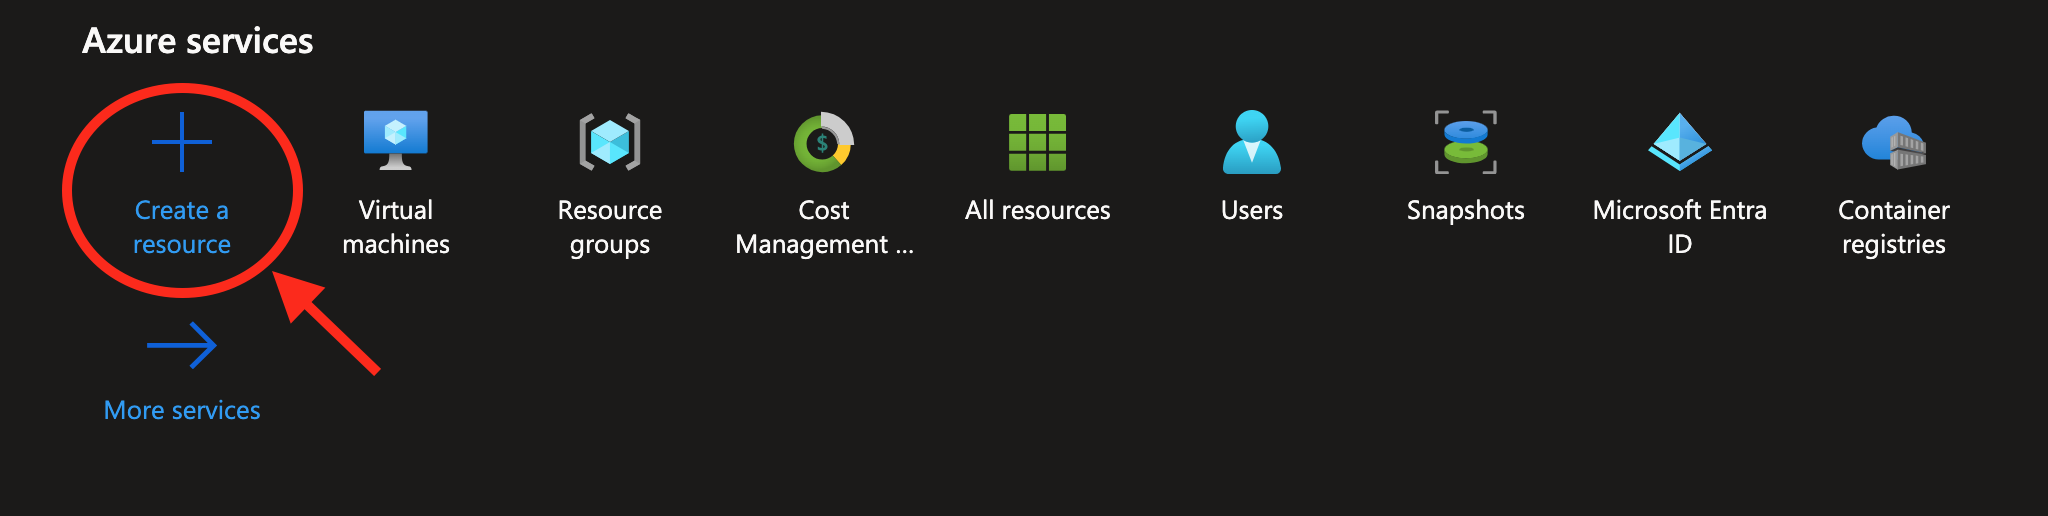 Azure services
Create a
resource
Virtual
machines
Resource
groups
$
Cost
Management ...
All resources
Users
Snapshots
Microsoft Entra
ID
Container
registries
More services